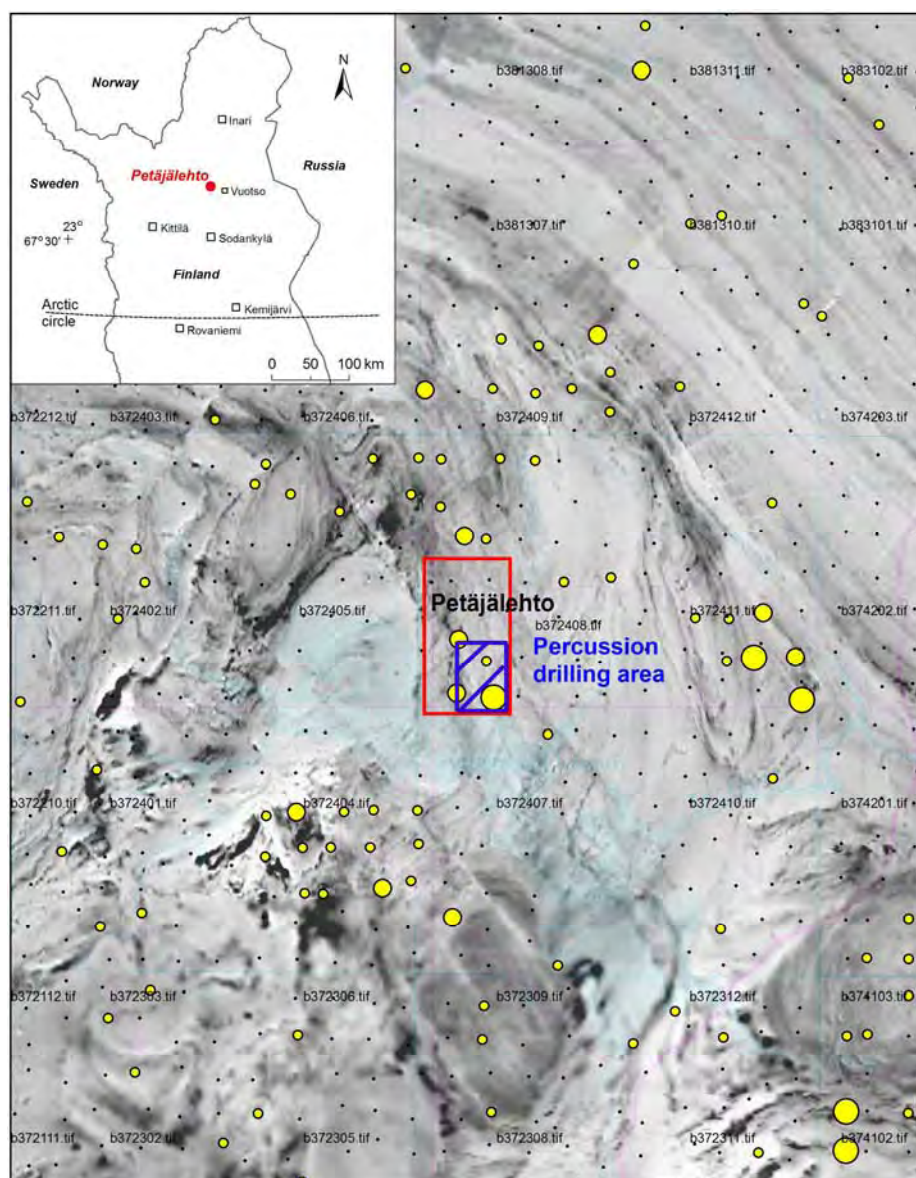 Norway
N
Inari
Petäjälehto
Russia
Sweden
Vuotso
23°
67° 30'
Kittilä
Sodankylä
Finland
Arctic
circle
Kemijärvi
Rovaniemi
0 50 100 km
b381308.tif b381311.tif b383102.tif
b381307.tif b381310.tif b383101.tif
b372212.tif b372403.tif b372406.tif b372409.tif b372412.tif b374203.tif
b372211.tif b372402.tif b372405.tif b372408.tif b372411.tif b374202.tif
Petäjälehto
Percussion
drilling area
b372210.tif b372401.tif b372404.tif b372407.tif b372410.tif b374201.tif
b372112.tif b372303.tif b372306.tif b372309.tif b372312.tif b374103.tif
b372111.tif b372302.tif b372305.tif b372308.tif b372311.tif b374102.tif